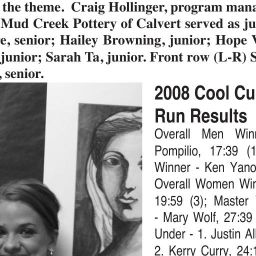 the theme. Craig Hollinger, program mana
Mud Creek Pottery of Calvert served as ju
e, senior; Hailey Browning, junior; Hope V
junior; Sarah Ta, junior. Front row (L-R) S
, senior.
2008 Cool Cu
Run Results
Overall Men Winn
Pompilio, 17:39 (1
Winner - Ken Yano
Overall Women Win
19:59 (3); Master
- Mary Wolf, 27:39
Under - 1. Justin All
2. Kerry Curry, 24:1